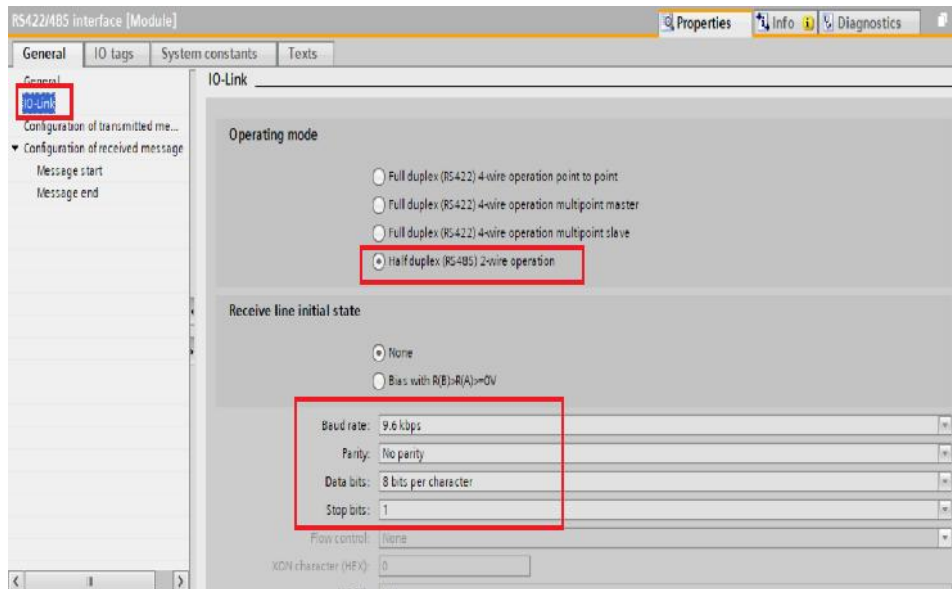 RS422/485 interface [Module]
Properties
Info
Diagnostics
General
IO tags
System constants
Texts
General
IO-Link
Configuration of transmitted me...
Configuration of received message
Message start
Message end
IO-Link
Operating mode
Full duplex (RS422) 4-wire operation point to point
Full duplex (RS422) 4-wire operation multipoint master
Full duplex (RS422) 4-wire operation multipoint slave
Half duplex (RS485) 2-wire operation
Receive line initial state
None
Bias with R(B)>R(A)>=0V
Baud rate: 9.6 kbps
Parity: No parity
Data bits: 8 bits per character
Stop bits: 1
Flow control: None
XON character (HEX): 0